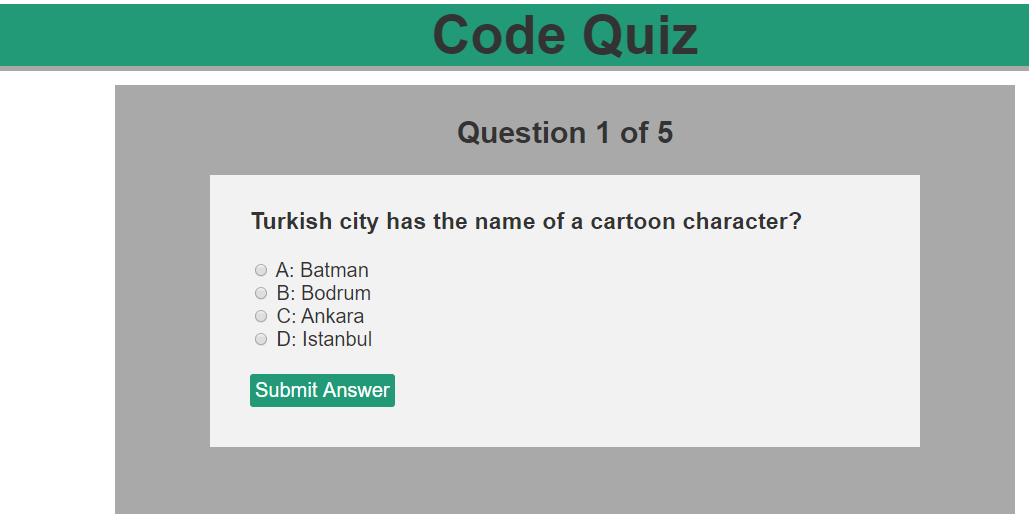 Code Quiz
Question 1 of 5
Turkish city has the name of a cartoon character?
A: Batman
B: Bodrum
C: Ankara
D: Istanbul
Submit Answer